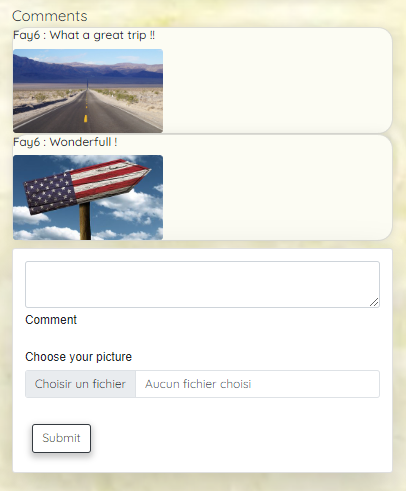 Comments
Fay6 : What a great trip !!
Fay6 : Wonderfull !
Comment
Choose your picture
Choisir un fichier Aucun fichier choisi
Submit